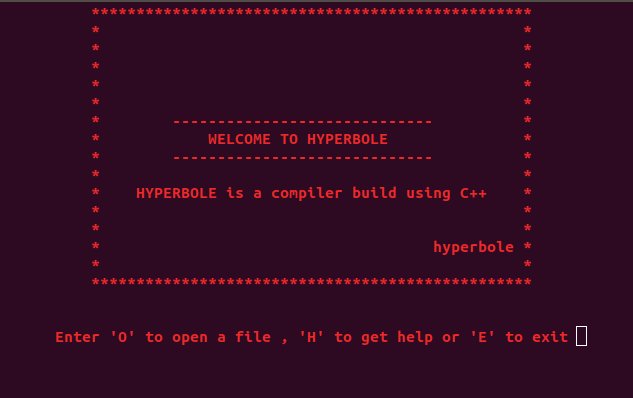 *************************************************
* *
* *
* *
* *
* *
* ----------------------------- *
* WELCOME TO HYPERBOLE *
* ----------------------------- *
* *
* HYPERBOLE is a compiler build using C++ *
* *
* *
* hyperbole *
* *
*************************************************
Enter 'O' to open a file , 'H' to get help or 'E' to exit